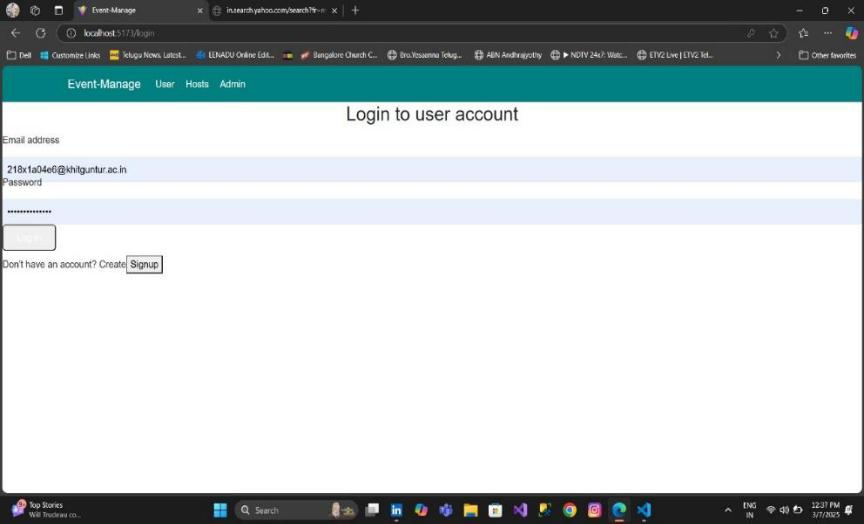 Event-Manage
in.search.yahoo.com/search?fr=m
localhost:5173/login
Dell
Customize Links
Telugu News, Latest...
EENADU Online Edit...
Bangalore Church C...
Bro.Yesanna Telug...
ABN Andhrajyothy
▶ NDTV 24x7: Watc...
ETV2 Live | ETV2 Tel...
Other favorites
Event-Manage User Hosts Admin
Login to user account
Email address
218x1a04e6@khitguntur.ac.in
Password
••••••••••••••
Log in
Don't have an account? Create Signup
Top Stories
Will Trudeau co...
Search
ENG
IN
12:37 PM
3/7/2025